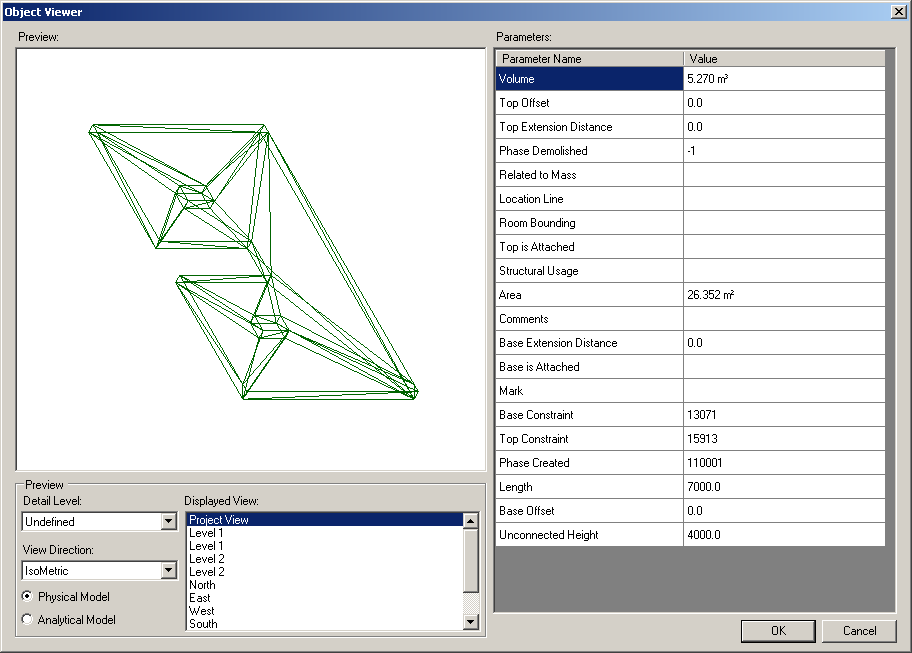 Object Viewer
Preview:
Parameters:
Parameter Name Value
Volume 5.270 m³
Top Offset 0.0
Top Extension Distance 0.0
Phase Demolished -1
Related to Mass
Location Line
Room Bounding
Top is Attached
Structural Usage
Area 26.352 m²
Comments
Base Extension Distance 0.0
Base is Attached
Mark
Base Constraint 13071
Top Constraint 15913
Phase Created 110001
Length 7000.0
Base Offset 0.0
Unconnected Height 4000.0
Preview
Detail Level:
Undefined
View Direction:
IsoMetric
Physical Model
Analytical Model
Displayed View:
Project View
Level 1
Level 1
Level 2
Level 2
North
East
West
South
OK Cancel